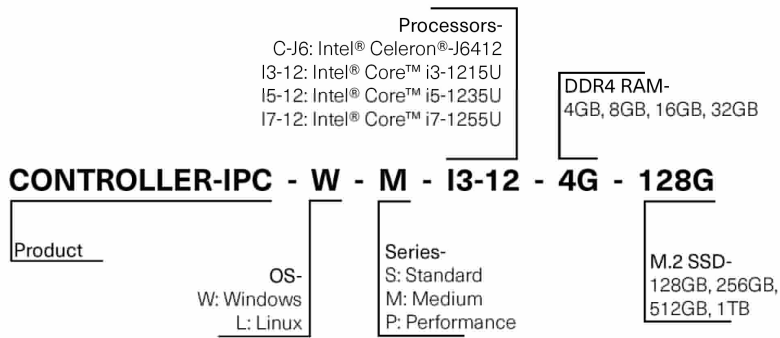 Processors-
C-J6: Intel® Celeron®-J6412
I3-12: Intel® Core™ i3-1215U
I5-12: Intel® Core™ i5-1235U
I7-12: Intel® Core™ i7-1255U
DDR4 RAM-
4GB, 8GB, 16GB, 32GB
CONTROLLER-IPC - W - M - I3-12 - 4G - 128G
Product
OS-
W: Windows
L: Linux
Series-
S: Standard
M: Medium
P: Performance
M.2 SSD-
128GB, 256GB,
512GB, 1TB